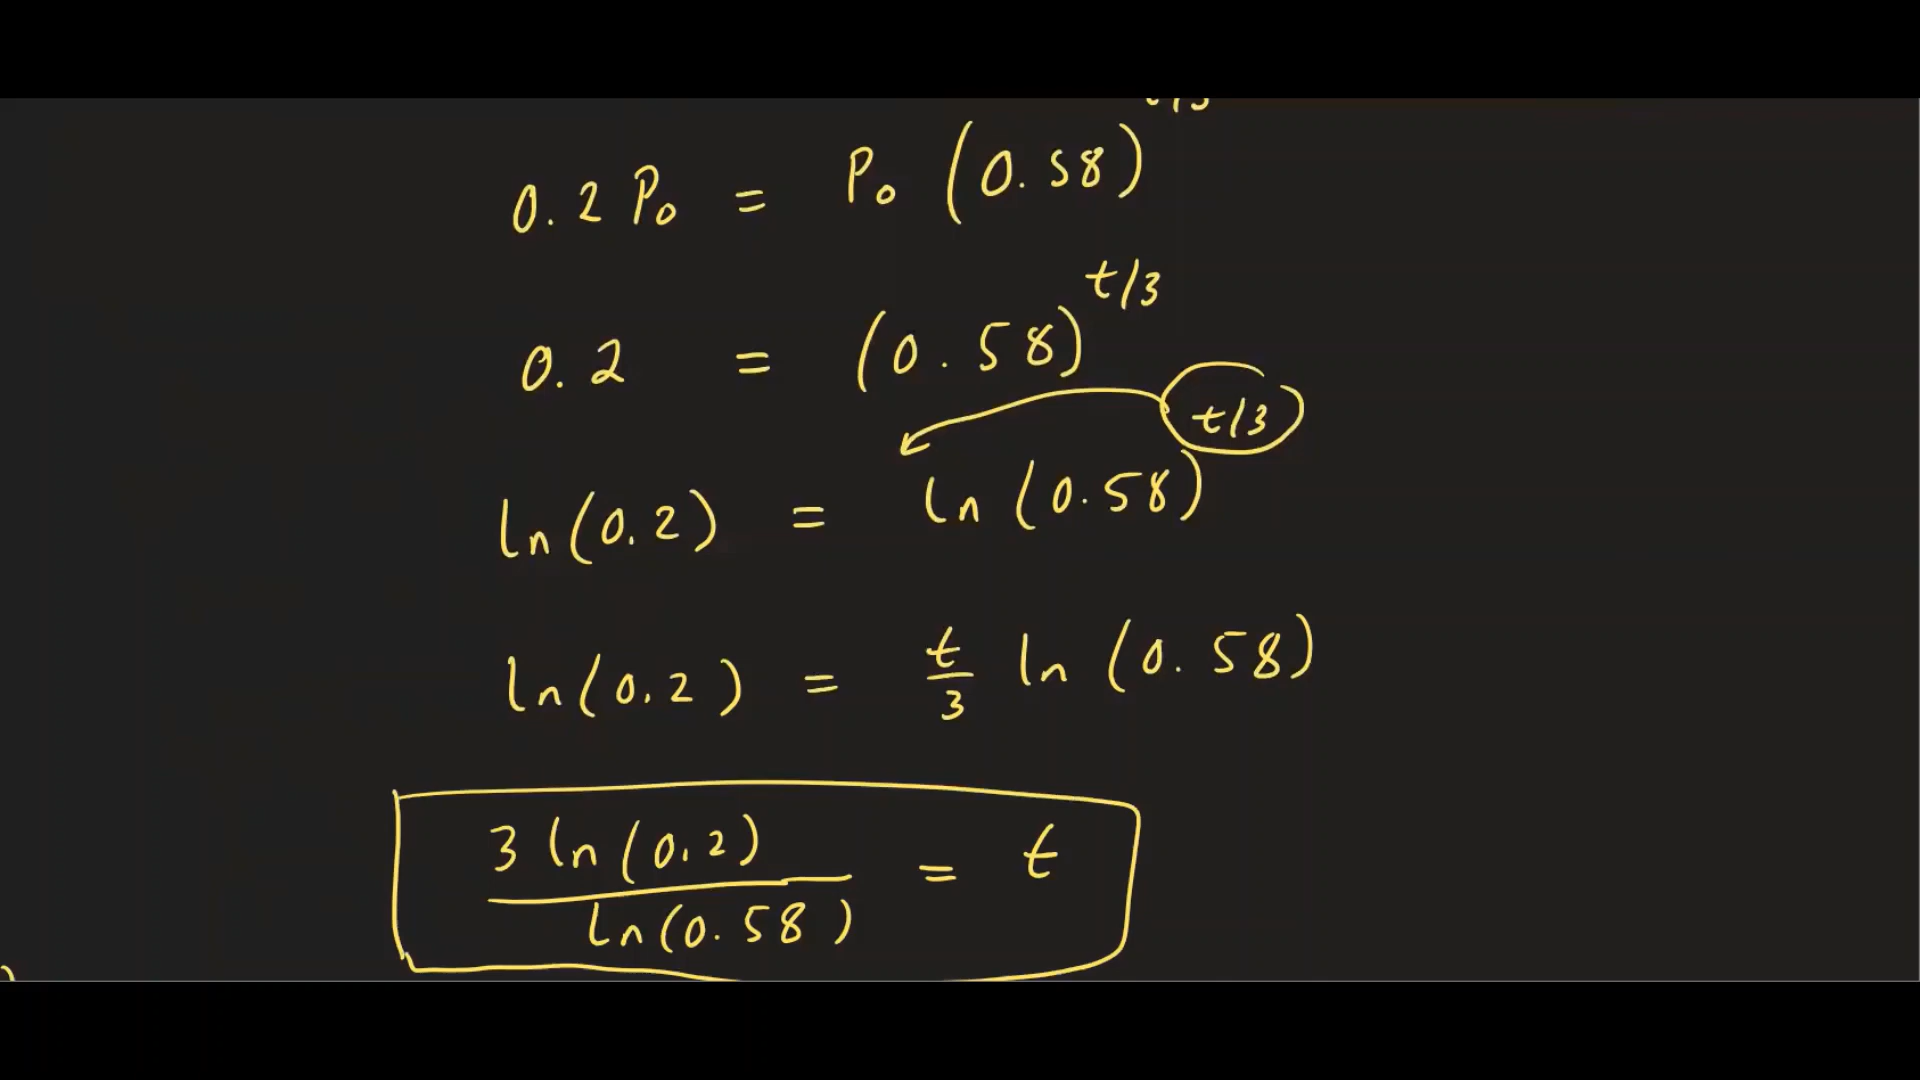 0.2 P₀ = P₀ (0.58)^
0.2 = (0.58)^t/3
ln(0.2) = ln(0.58)^t/3
ln(0.2) = t/3 ln(0.58)
3 ln(0.2) / ln(0.58) = t